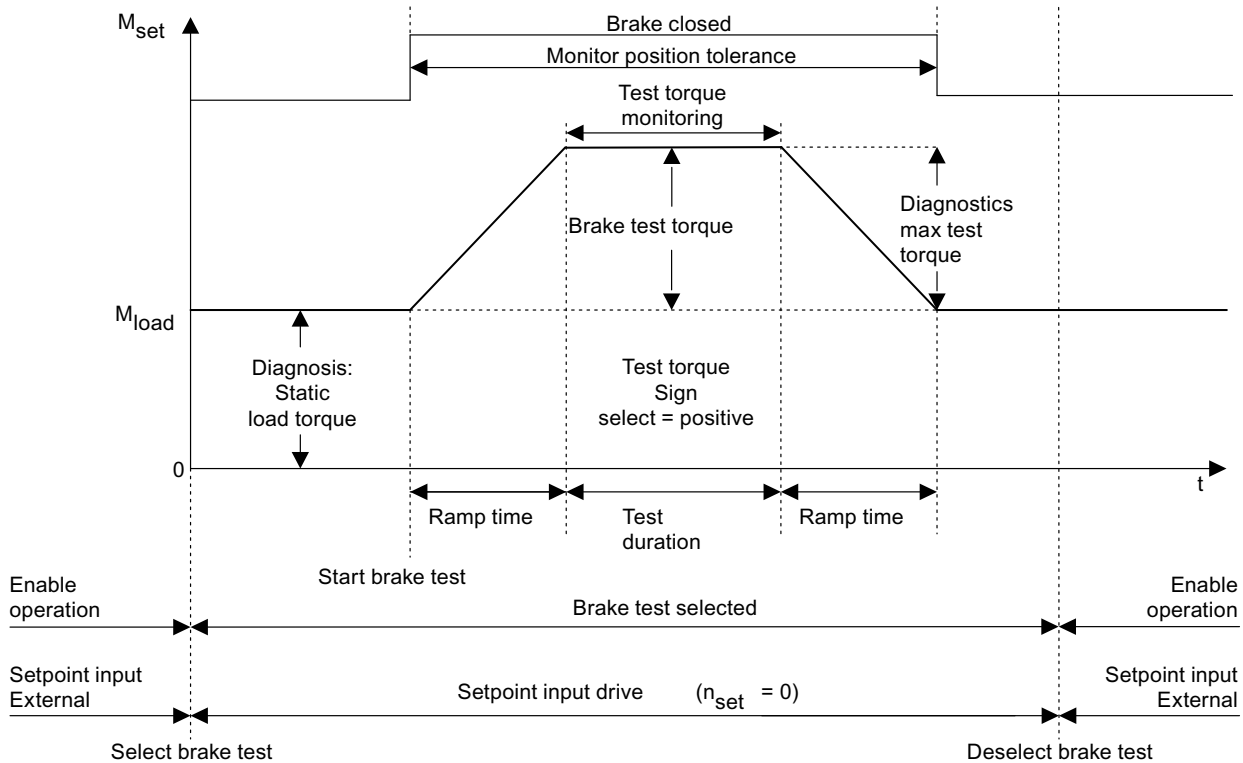 M_set
Brake closed
Monitor position tolerance
Test torque
monitoring
Brake test torque
Diagnostics
max test
torque
M_load
Diagnosis:
Static
load torque
Test torque
Sign
select = positive
0
t
Ramp time
Test
duration
Ramp time
Start brake test
Enable
operation
Brake test selected
Enable
operation
Setpoint input
External
Setpoint input drive (n_set = 0)
Setpoint input
External
Select brake test
Deselect brake test